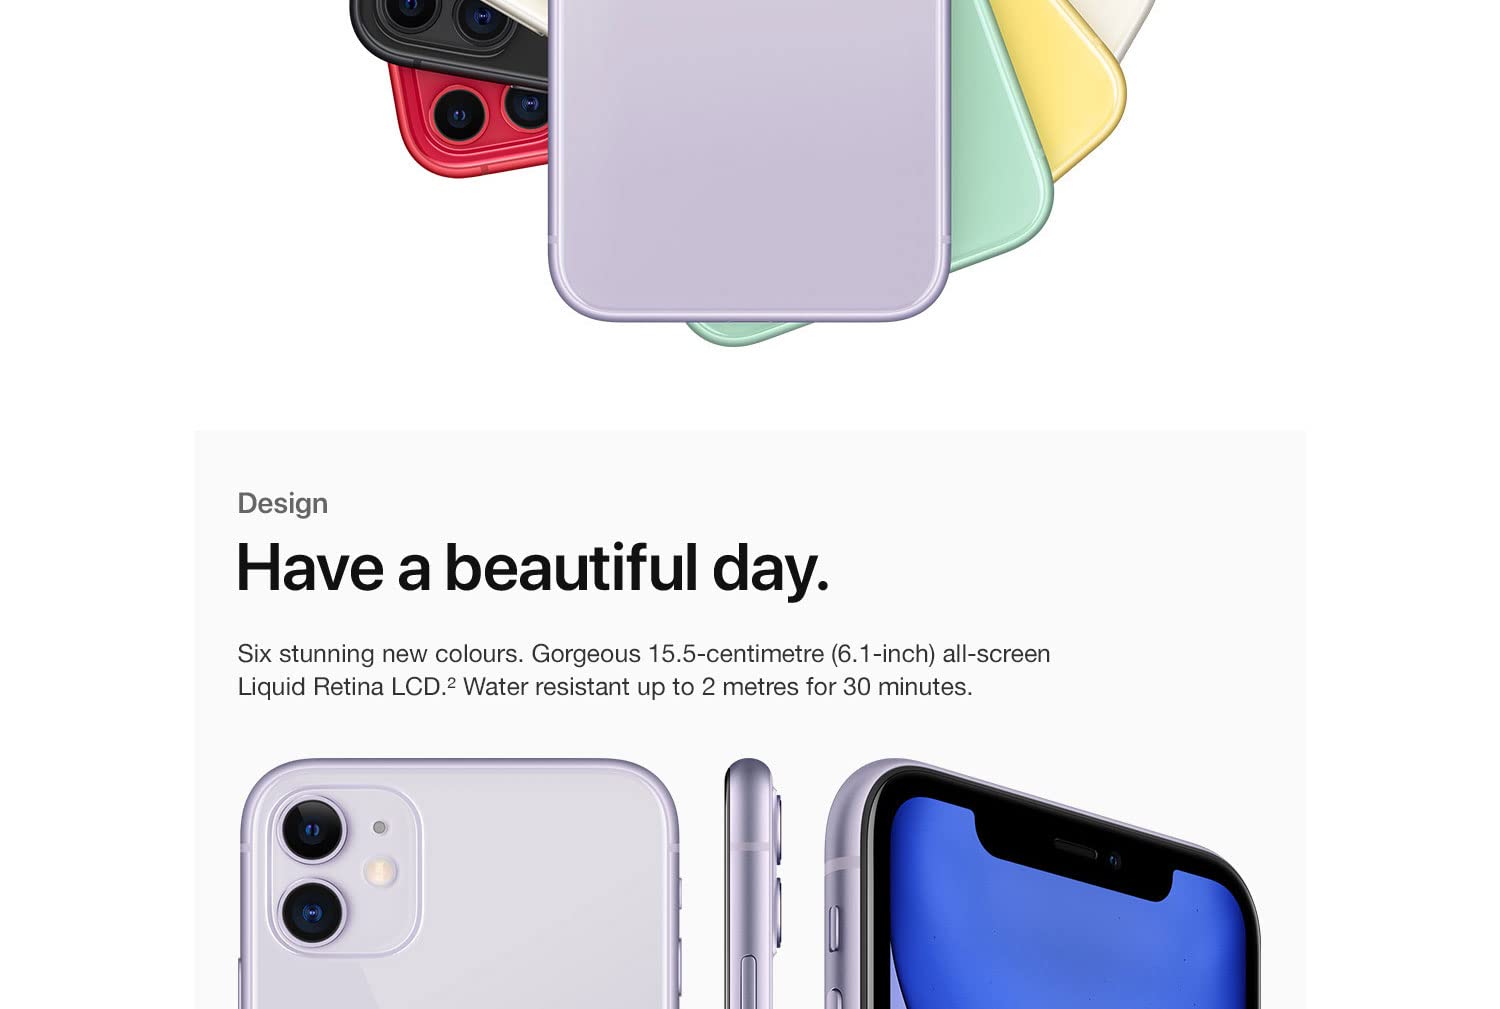 Design
Have a beautiful day.
Six stunning new colours. Gorgeous 15.5-centimetre (6.1-inch) all-screen
Liquid Retina LCD.² Water resistant up to 2 metres for 30 minutes.